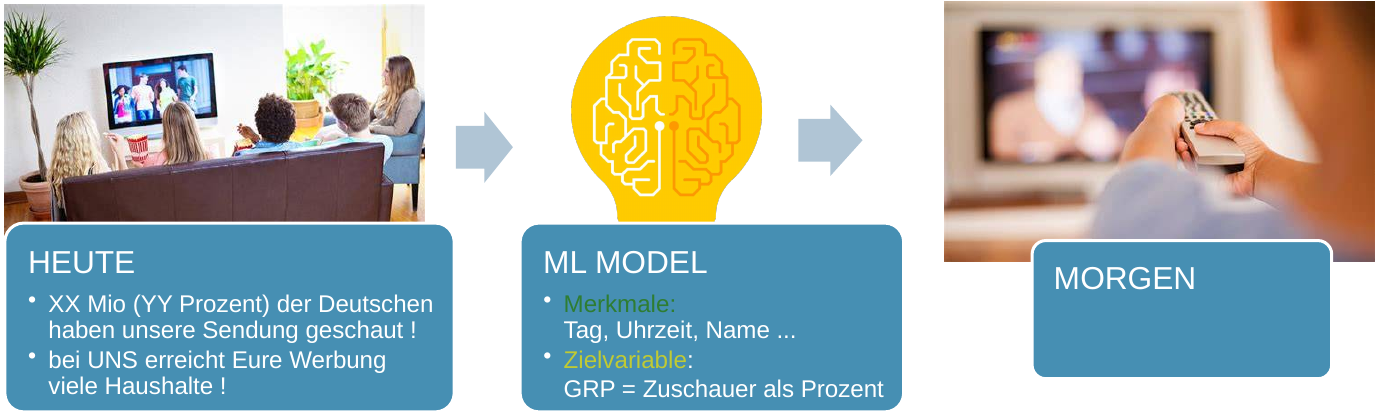 HEUTE
• XX Mio (YY Prozent) der Deutschen
haben unsere Sendung geschaut !
• bei UNS erreicht Eure Werbung
viele Haushalte !
ML MODEL
• Merkmale:
Tag, Uhrzeit, Name ...
• Zielvariable:
GRP = Zuschauer als Prozent
MORGEN